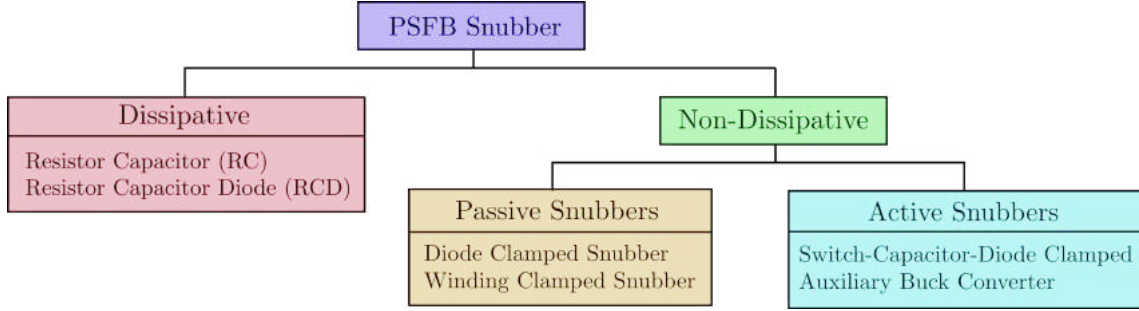 PSFB Snubber
Dissipative
Resistor Capacitor (RC)
Resistor Capacitor Diode (RCD)
Non-Dissipative
Passive Snubbers
Diode Clamped Snubber
Winding Clamped Snubber
Active Snubbers
Switch-Capacitor-Diode Clamped
Auxiliary Buck Converter